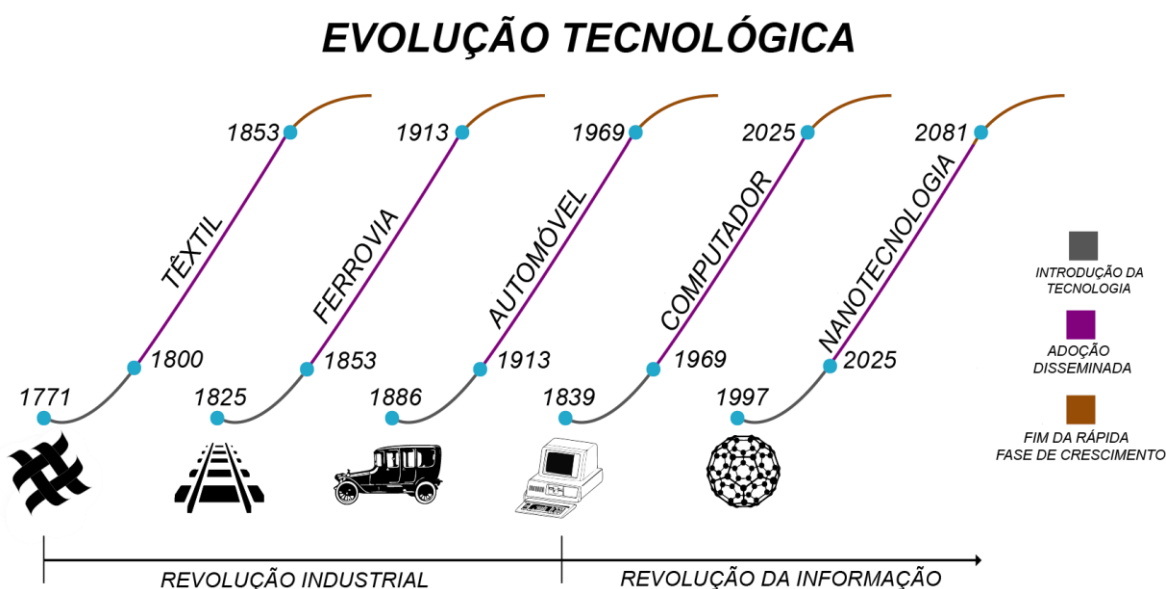 EVOLUÇÃO TECNOLÓGICA
1853
1913
1969
2025
2081
TÊXTIL
FERROVIA
AUTOMÓVEL
COMPUTADOR
NANOTECNOLOGIA
1800
1853
1913
1969
2025
1771
1825
1886
1839
1997
INTRODUÇÃO DA
TECNOLOGIA
ADOÇÃO
DISSEMINADA
FIM DA RÁPIDA
FASE DE CRESCIMENTO
REVOLUÇÃO INDUSTRIAL
REVOLUÇÃO DA INFORMAÇÃO